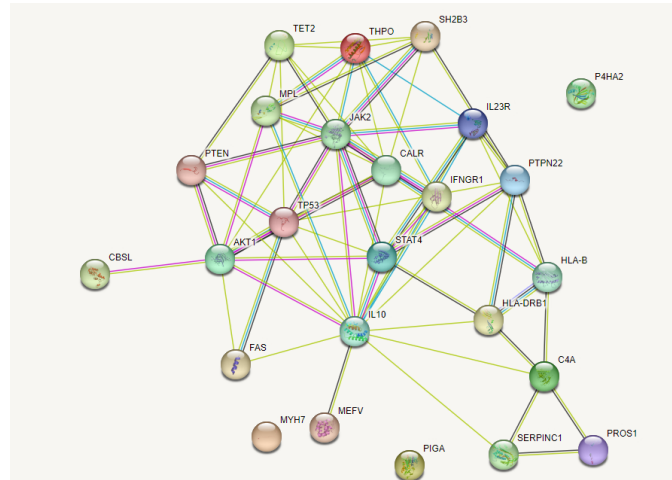 TET2
THPO
SH2B3
P4HA2
MPL
JAK2
IL23R
PTEN
CALR
IFNGR1
PTPN22
TP53
AKT1
STAT4
CBSL
HLA-B
HLA-DRB1
IL10
FAS
C4A
MYH7
MEFV
PIGA
SERPINC1
PROS1